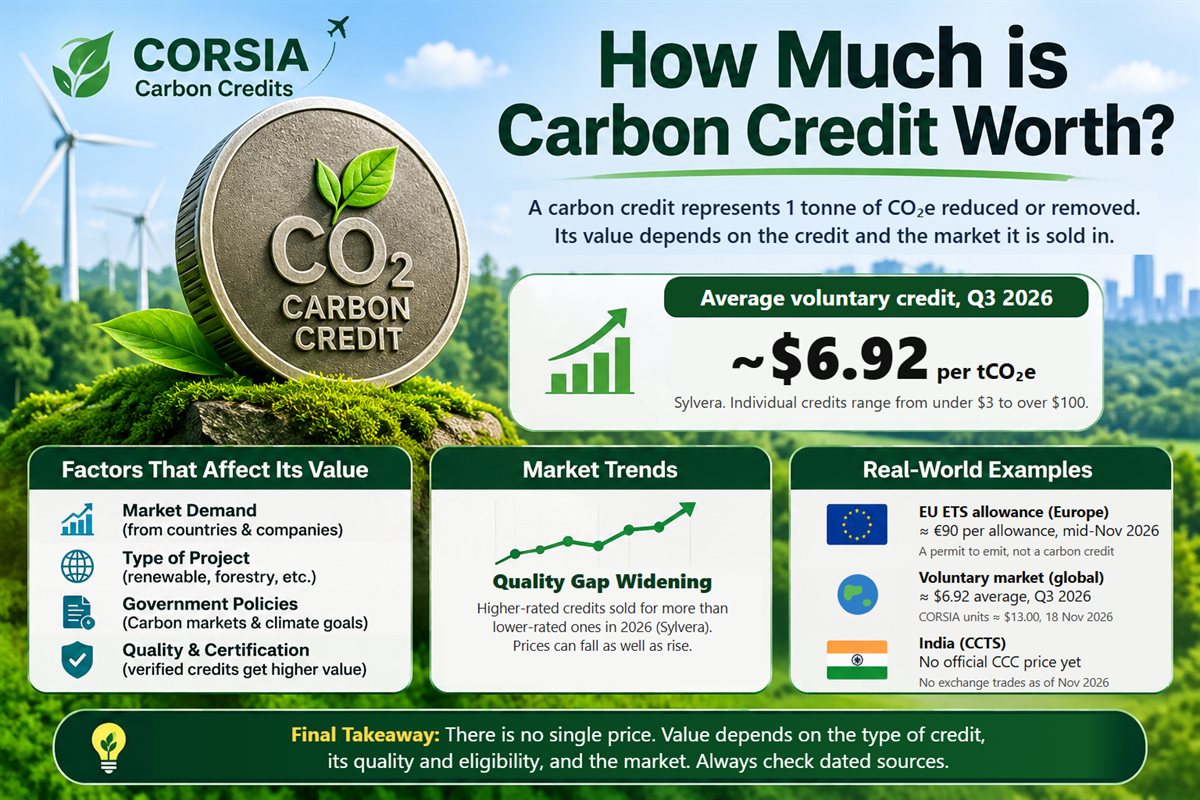 CORSIA
Carbon Credits
CO₂
CARBON
CREDIT
How Much is
Carbon Credit Worth?
A carbon credit represents 1 tonne of CO₂e reduced or removed.
Its value depends on the credit and the market it is sold in.
Average voluntary credit, Q3 2026
~$6.92 per tCO₂e
Sylvera. Individual credits range from under $3 to over $100.
Factors That Affect Its Value
Market Demand
(from countries & companies)
Type of Project
(renewable, forestry, etc.)
Government Policies
(Carbon markets & climate goals)
Quality & Certification
(verified credits get higher value)
Market Trends
Quality Gap Widening
Higher-rated credits sold for more than
lower-rated ones in 2026 (Sylvera).
Prices can fall as well as rise.
Real-World Examples
EU ETS allowance (Europe)
≈ €90 per allowance, mid-Nov 2026
A permit to emit, not a carbon credit
Voluntary market (global)
≈ $6.92 average, Q3 2026
CORSIA units ≈ $13.00, 18 Nov 2026
India (CCTS)
No official CCC price yet
No exchange trades as of Nov 2026
Final Takeaway: There is no single price. Value depends on the type of credit,
its quality and eligibility, and the market. Always check dated sources.